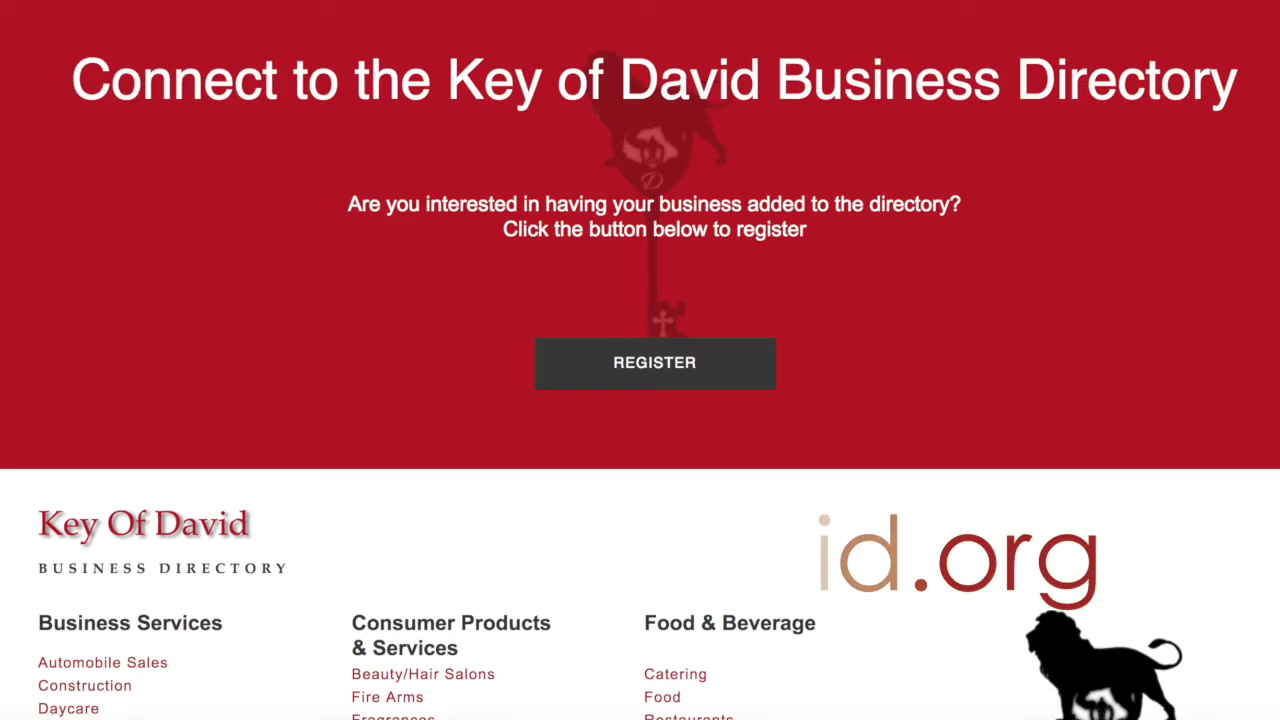 Connect to the Key of David Business Directory
Are you interested in having your business added to the directory?
Click the button below to register
REGISTER
Key Of David
BUSINESS DIRECTORY
id.org
Business Services
Automobile Sales
Construction
Daycare
Consumer Products
& Services
Beauty/Hair Salons
Fire Arms
Fragrances
Food & Beverage
Catering
Food
Restaurants